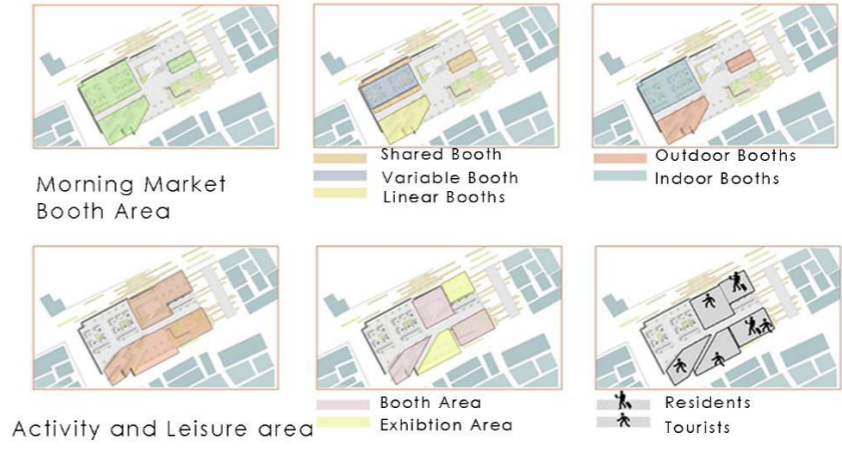 Morning Market
Booth Area
Shared Booth
Variable Booth
Linear Booths
Outdoor Booths
Indoor Booths
Activity and Leisure area
Booth Area
Exhibtion Area
Residents
Tourists